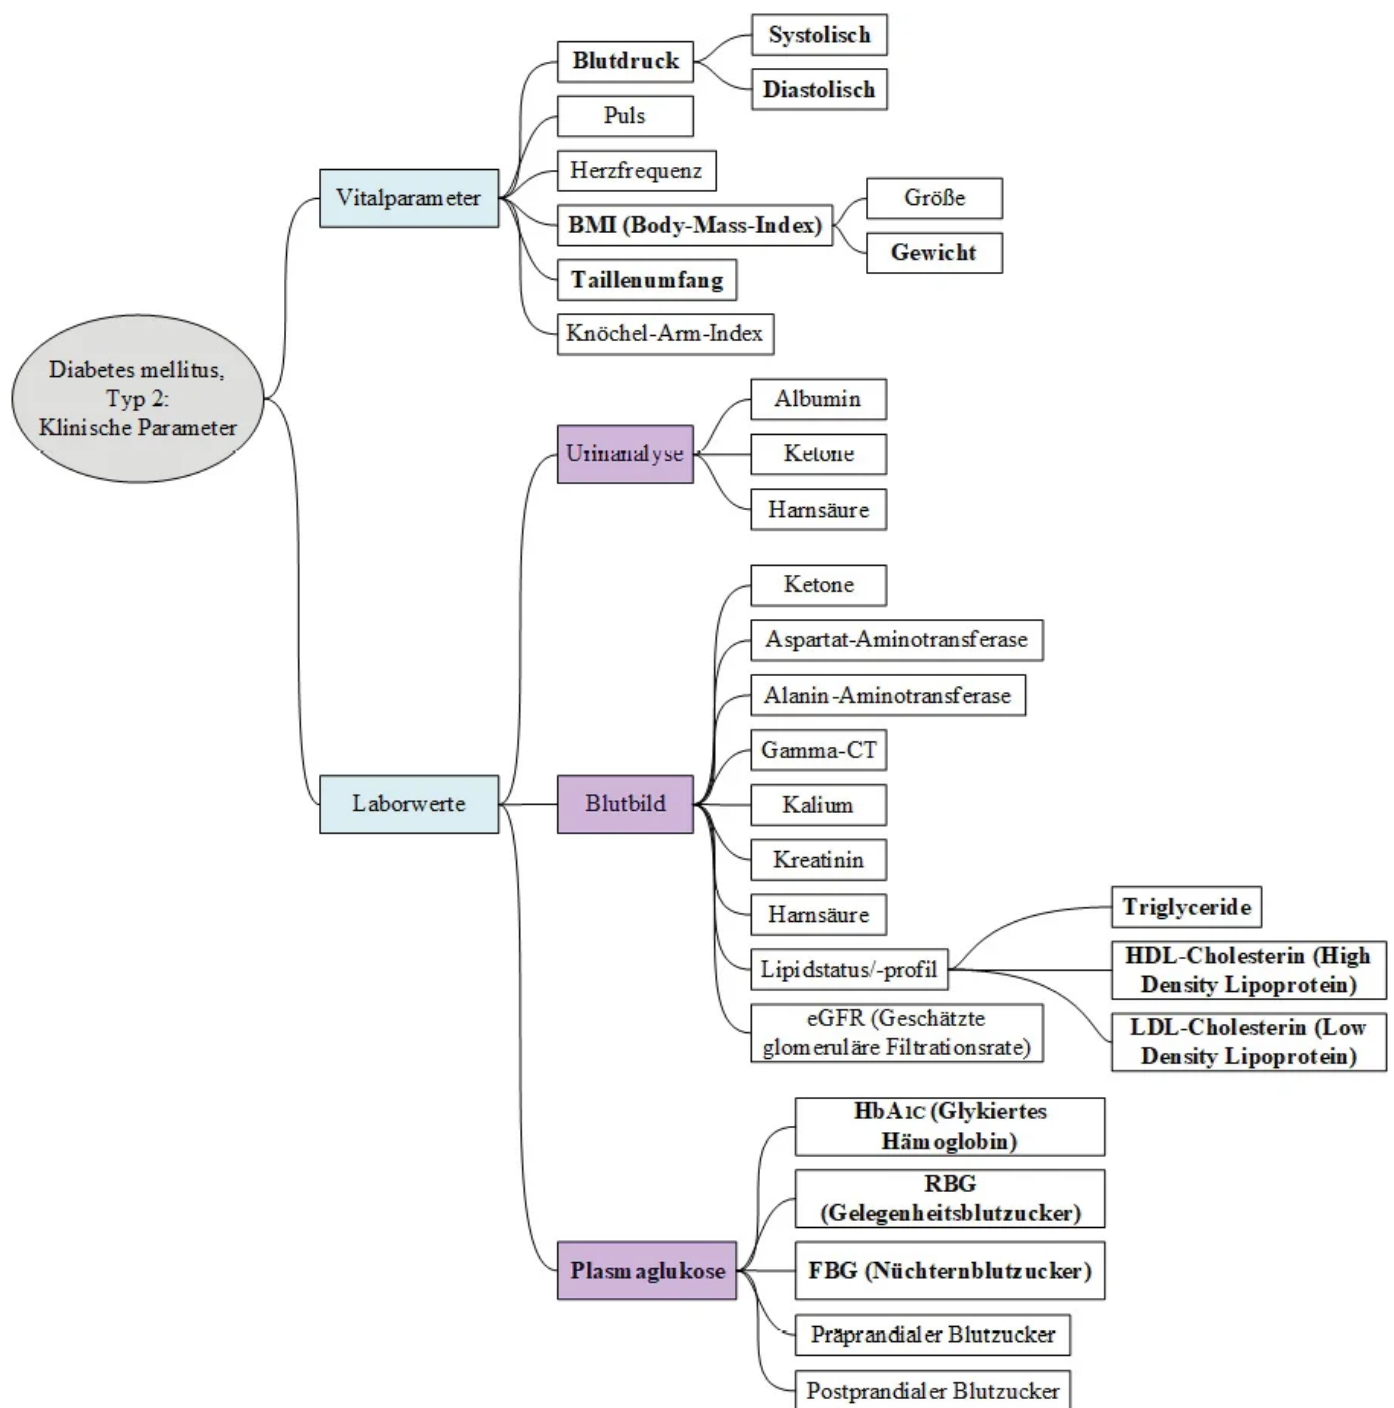 Systolisch
Blutdruck
Diastolisch
Puls
Herzfrequenz
Vitalparameter
Größe
BMI (Body-Mass-Index)
Gewicht
Taillenumfang
Knöchel-Arm-Index
Diabetes mellitus,
Typ 2:
Klinische Parameter
Albumin
Urinanalyse
Ketone
Harnsäure
Ketone
Aspartat-Aminotransferase
Alanin-Aminotransferase
Gamma-CT
Laborwerte
Blutbild
Kalium
Kreatinin
Harnsäure
Lipidstatus/-profil
Triglyceride
HDL-Cholesterin (High
Density Lipoprotein)
LDL-Cholesterin (Low
Density Lipoprotein)
eGFR (Geschätzte
glomeruläre Filtrationsrate)
HbA1C (Glykiertes
Hämoglobin)
RBG
(Gelegenheitsblutzucker)
Plasmaglukose
FBG (Nüchternblutzucker)
Präprandialer Blutzucker
Postprandialer Blutzucker